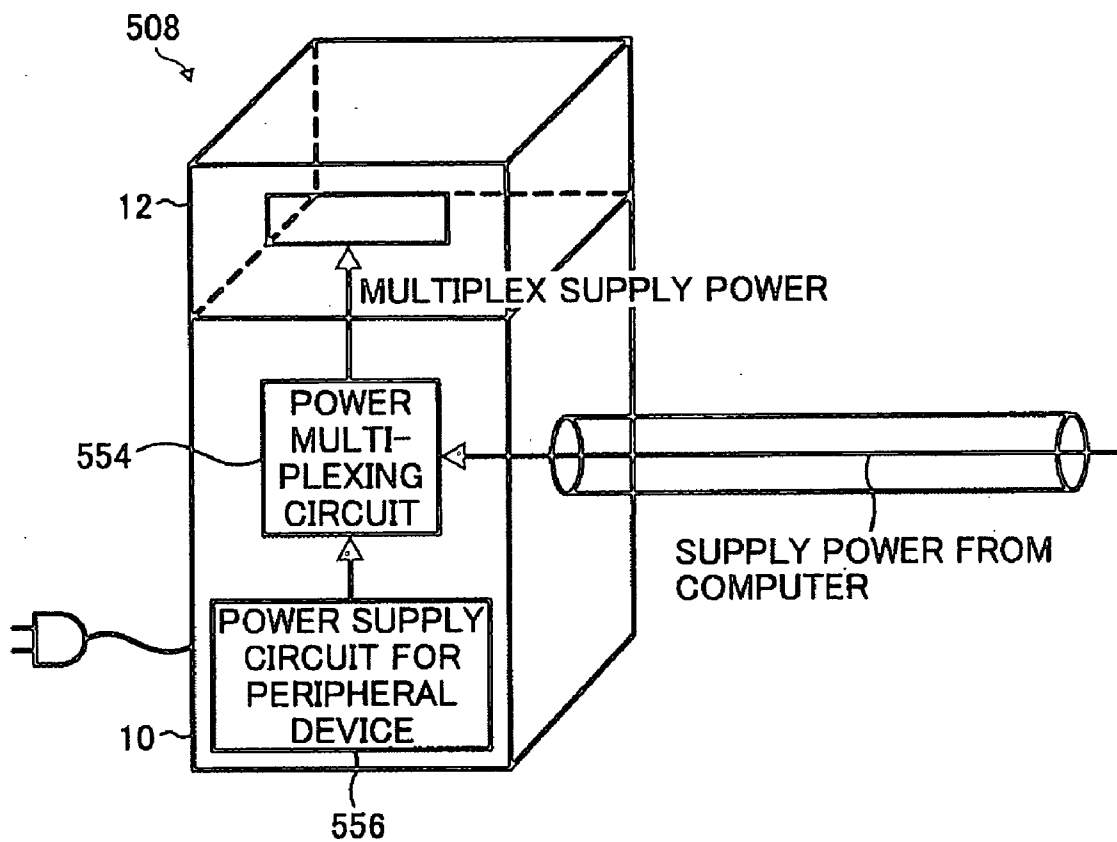 508
12
MULTIPLEX SUPPLY POWER
POWER
MULTI-
PLEXING
CIRCUIT
554
SUPPLY POWER FROM
COMPUTER
POWER SUPPLY
CIRCUIT FOR
PERIPHERAL
DEVICE
10
556